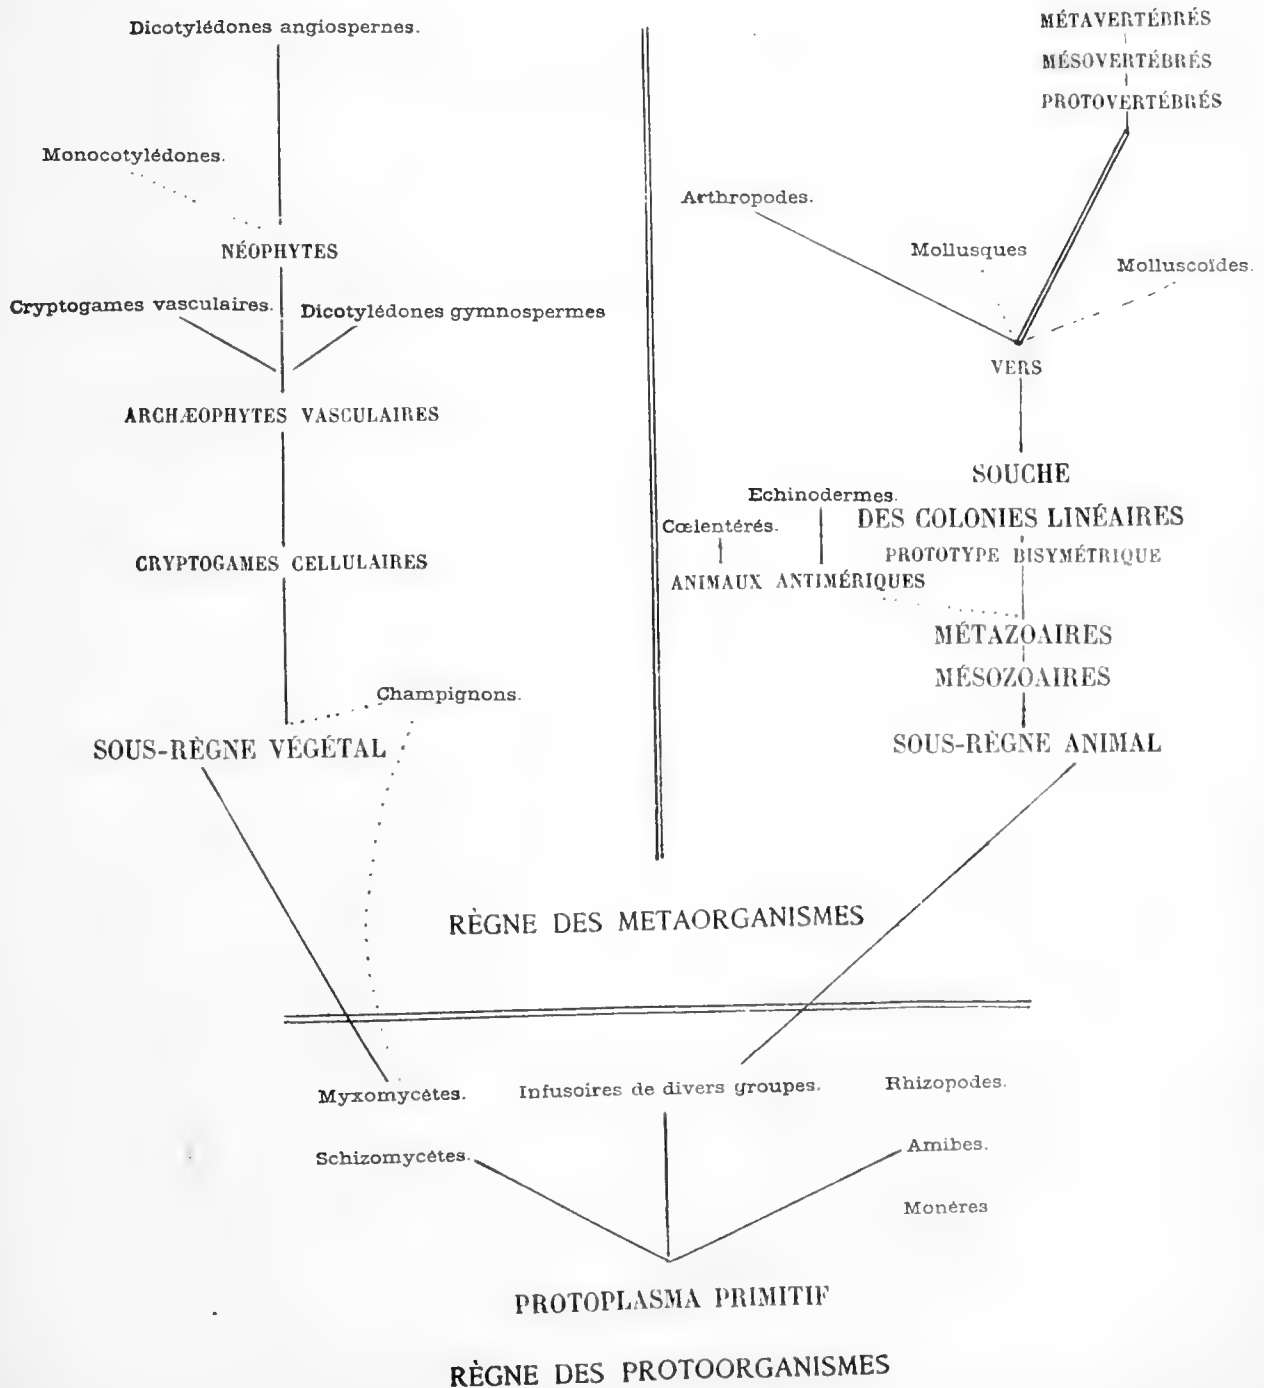 Dicotylédones angiospernes.
Monocotylédones.
NÉOPHYTES
Cryptogames vasculaires.
Dicotylédones gymnospermes
ARCHÆOPHYTES VASCULAIRES
CRYPTOGAMES CELLULAIRES
Champignons.
SOUS-RÈGNE VÉGÉTAL
MÉTAVERTÉBRÉS
MÉSOVERTÉBRÉS
PROTOVERTÉBRÉS
Arthropodes.
Mollusques
Molluscoïdes.
VERS
SOUCHE
DES COLONIES LINÉAIRES
PROTOTYPE BISYMÉTRIQUE
Echinodermes.
Cœlentérés.
ANIMAUX ANTIMÉRIQUES
MÉTAZOAIRES
MÉSOZOAIRES
SOUS-RÈGNE ANIMAL
RÈGNE DES METAORGANISMES
Myxomycètes.
Infusoires de divers groupes.
Rhizopodes.
Schizomycètes.
Amibes.
Monères
PROTOPLASMA PRIMITIF
RÈGNE DES PROTOORGANISMES